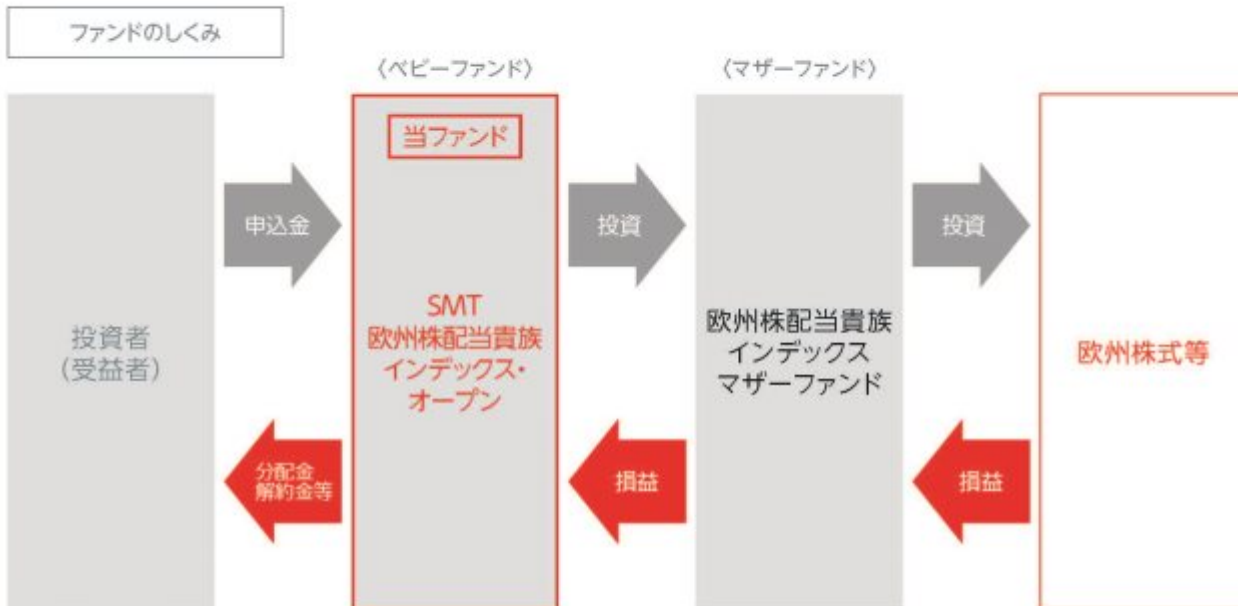 ファンドのしくみ
〈ベビーファンド〉
〈マザーファンド〉
当ファンド
申込金
投資
投資
投資者
(受益者)
SMT
欧州株配当貴族
インデックス・
オープン
欧州株配当貴族
インデックス
マザーファンド
欧州株式等
分配金
解約金等
損益
損益